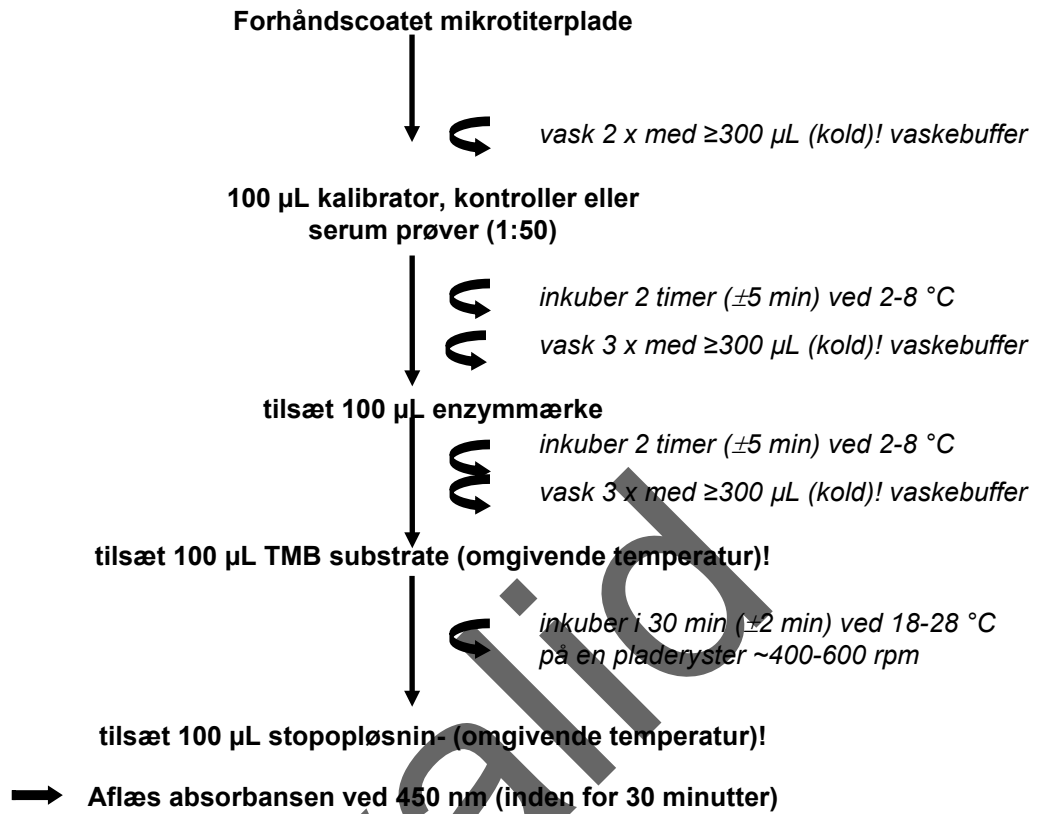 Forhåndscoatet mikrotiterplade
vask 2 x med ≥300 µL (kold)! vaskebuffer
100 µL kalibrator, kontroller eller
serum prøver (1:50)
inkuber 2 timer (±5 min) ved 2-8 °C
vask 3 x med ≥300 µL (kold)! vaskebuffer
tilsæt 100 µL enzymmærke
inkuber 2 timer (±5 min) ved 2-8 °C
vask 3 x med ≥300 µL (kold)! vaskebuffer
tilsæt 100 µL TMB substrate (omgivende temperatur)!
inkuber i 30 min (±2 min) ved 18-28 °C
på en pladeryster ~400-600 rpm
tilsæt 100 µL stopopløsnin- (omgivende temperatur)!
Aflæs absorbansen ved 450 nm (inden for 30 minutter)